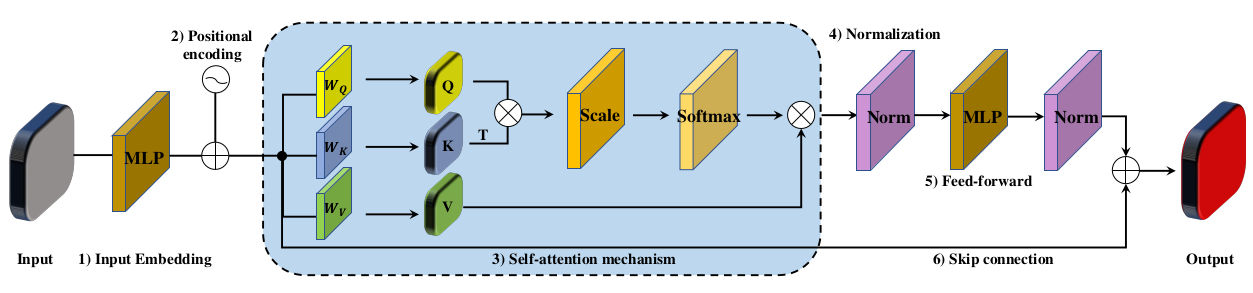 2) Positional
encoding
4) Normalization
W_Q
Q
MLP
W_K
K
T
Scale
Softmax
Norm
MLP
Norm
W_V
V
5) Feed-forward
Input
1) Input Embedding
3) Self-attention mechanism
6) Skip connection
Output